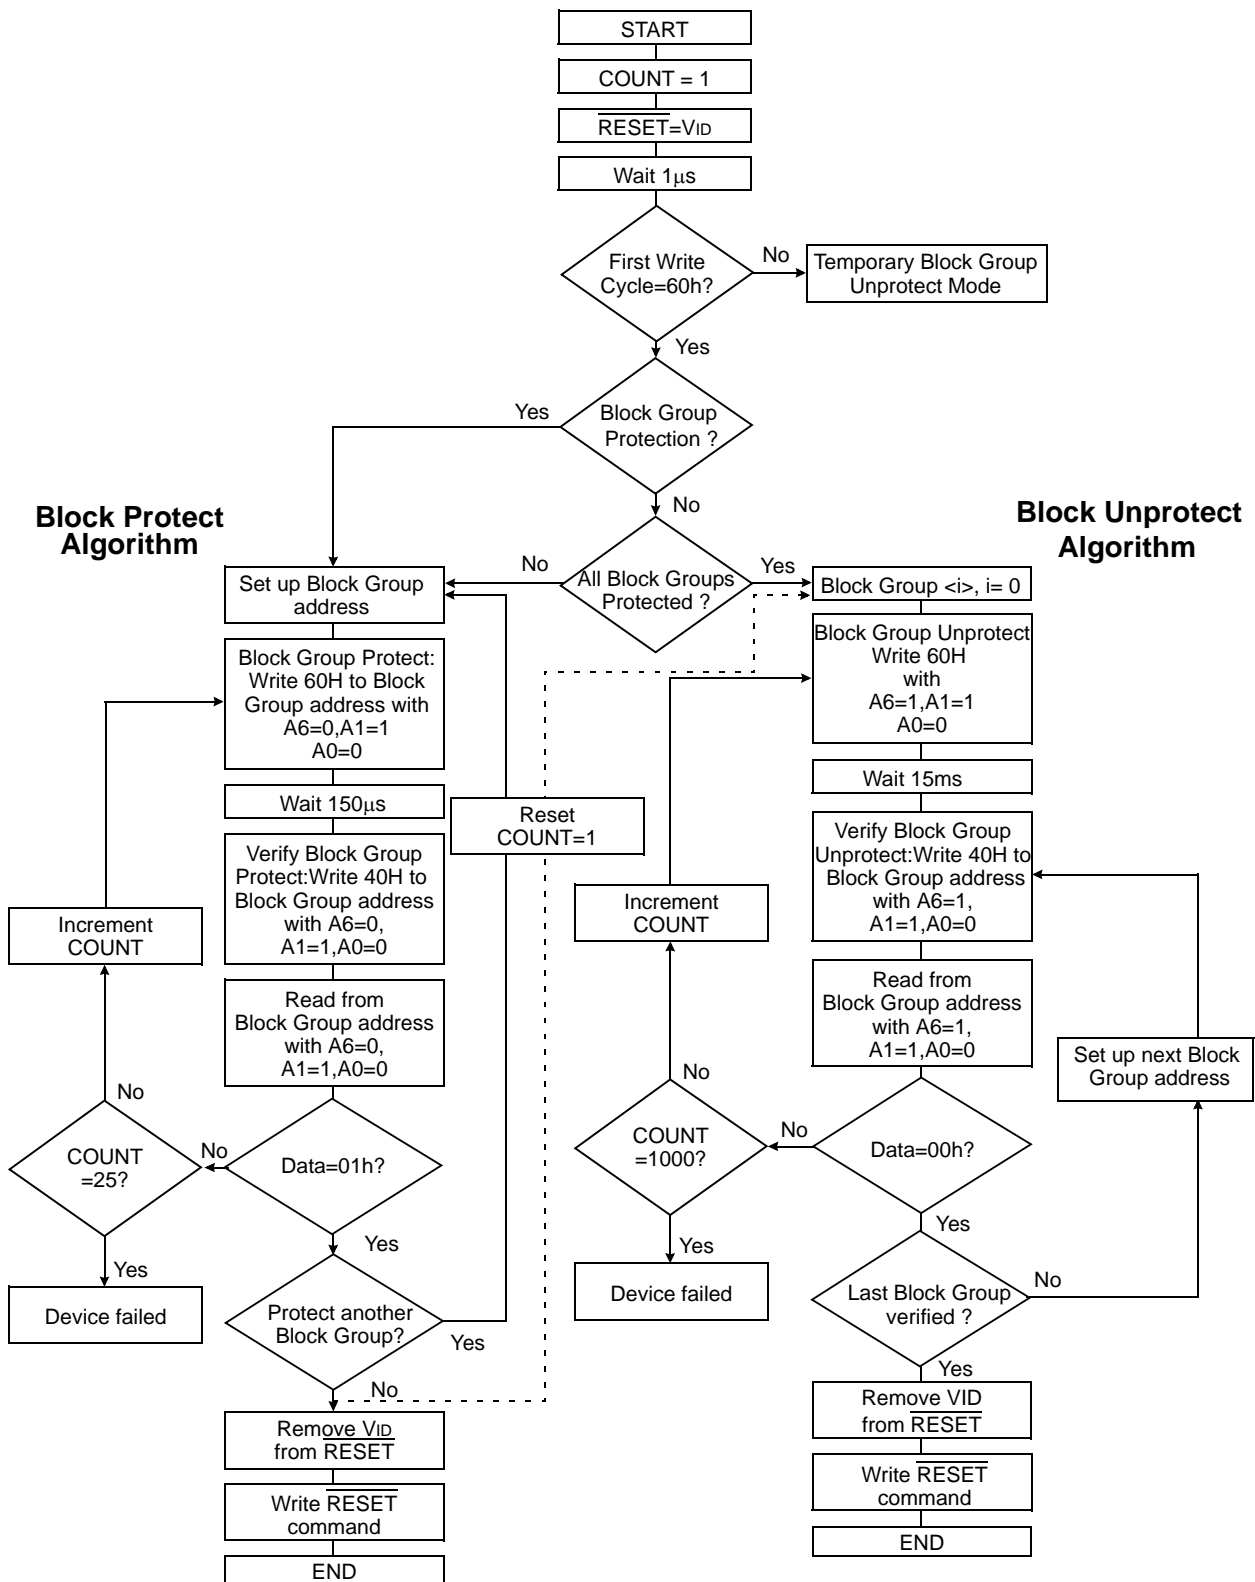 START
COUNT = 1
RESET=VID
Wait 1μs
First Write
Cycle=60h?
No
Temporary Block Group
Unprotect Mode
Yes
Block Group
Protection ?
Yes
No
Block Protect
Algorithm
Block Unprotect
Algorithm
All Block Groups
Protected ?
No
Yes
Set up Block Group
address
Block Group Protect:
Write 60H to Block
Group address with
A6=0,A1=1
A0=0
Wait 150μs
Reset
COUNT=1
Verify Block Group
Protect:Write 40H to
Block Group address
with A6=0,
A1=1,A0=0
Increment
COUNT
Read from
Block Group address
with A6=0,
A1=1,A0=0
No
COUNT
=25?
No
Data=01h?
Yes
Device failed
Yes
Protect another
Block Group?
Yes
No
Remove VID
from RESET
Write RESET
command
END
Block Group <i>, i= 0
Block Group Unprotect
Write 60H
with
A6=1,A1=1
A0=0
Wait 15ms
Verify Block Group
Unprotect:Write 40H to
Block Group address
with A6=1,
A1=1,A0=0
Increment
COUNT
Read from
Block Group address
with A6=1,
A1=1,A0=0
Set up next Block
Group address
No
COUNT
=1000?
No
Data=00h?
Yes
Device failed
Yes
Last Block Group
verified ?
No
Yes
Remove VID
from RESET
Write RESET
command
END